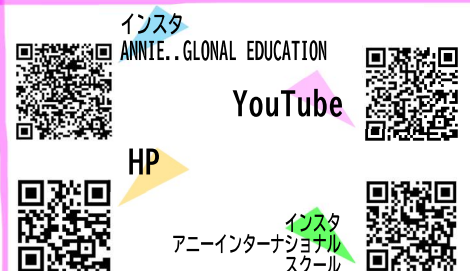 インスタ
ANNIE..GLONAL EDUCATION
YouTube
HP
インスタ
アニーインターナショナル
スクール